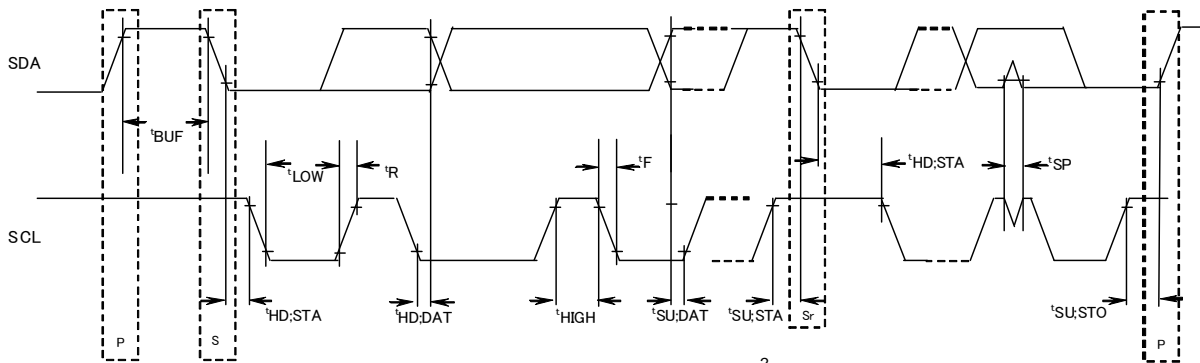 SDA
tBUF
tLOW
tR
tF
tHD;STA
tSP
SCL
tHD;STA
tHD;DAT
tHIGH
tSU;DAT
tSU;STA
Sr
tSU;STO
P
S
P